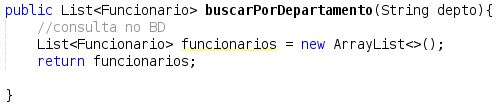 public List<Funcionario> buscarPorDepartamento(String depto){
//consulta no BD
List<Funcionario> funcionarios = new ArrayList<>();
return funcionarios;
}